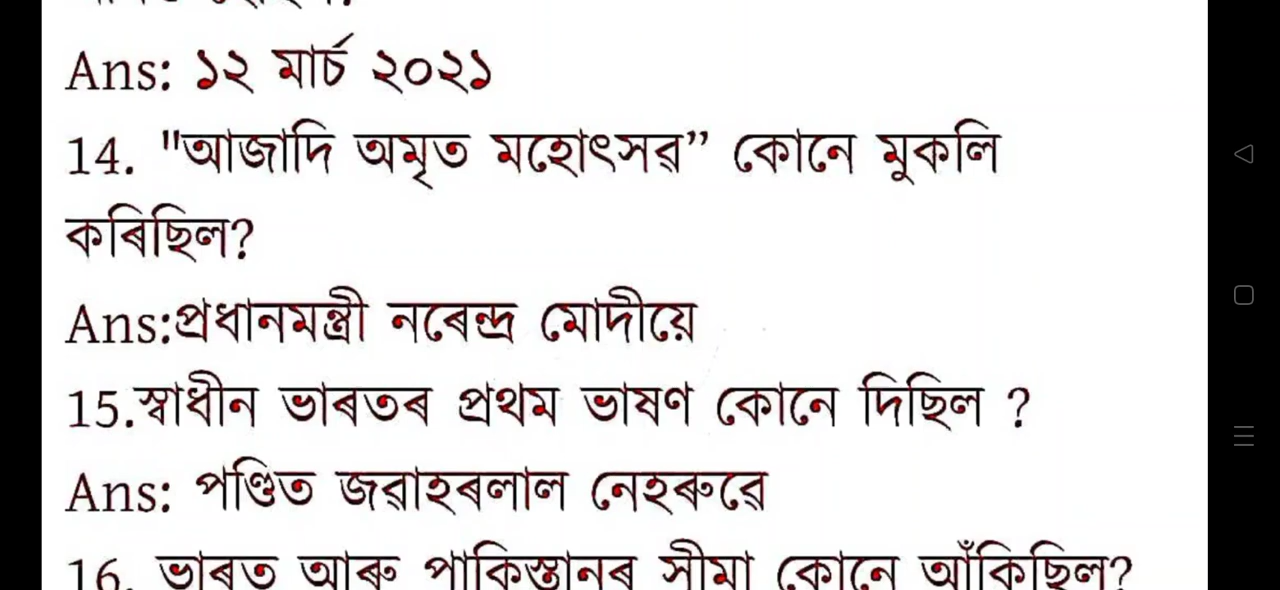 Ans: ১২ মাৰ্চ ২০২১
14. "আজাদি অমৃত মহোৎসৱ” কোনে মুকলি
কৰিছিল?
Ans:প্ৰধানমন্ত্ৰী নৰেন্দ্ৰ মোদীয়ে
15.স্বাধীন ভাৰতৰ প্ৰথম ভাষণ কোনে দিছিল ?
Ans: পণ্ডিত জৱাহৰলাল নেহৰুৱে
16. ভাৰত আৰু পাকিস্তানৰ সীমা কোনে আঁকিছিল?